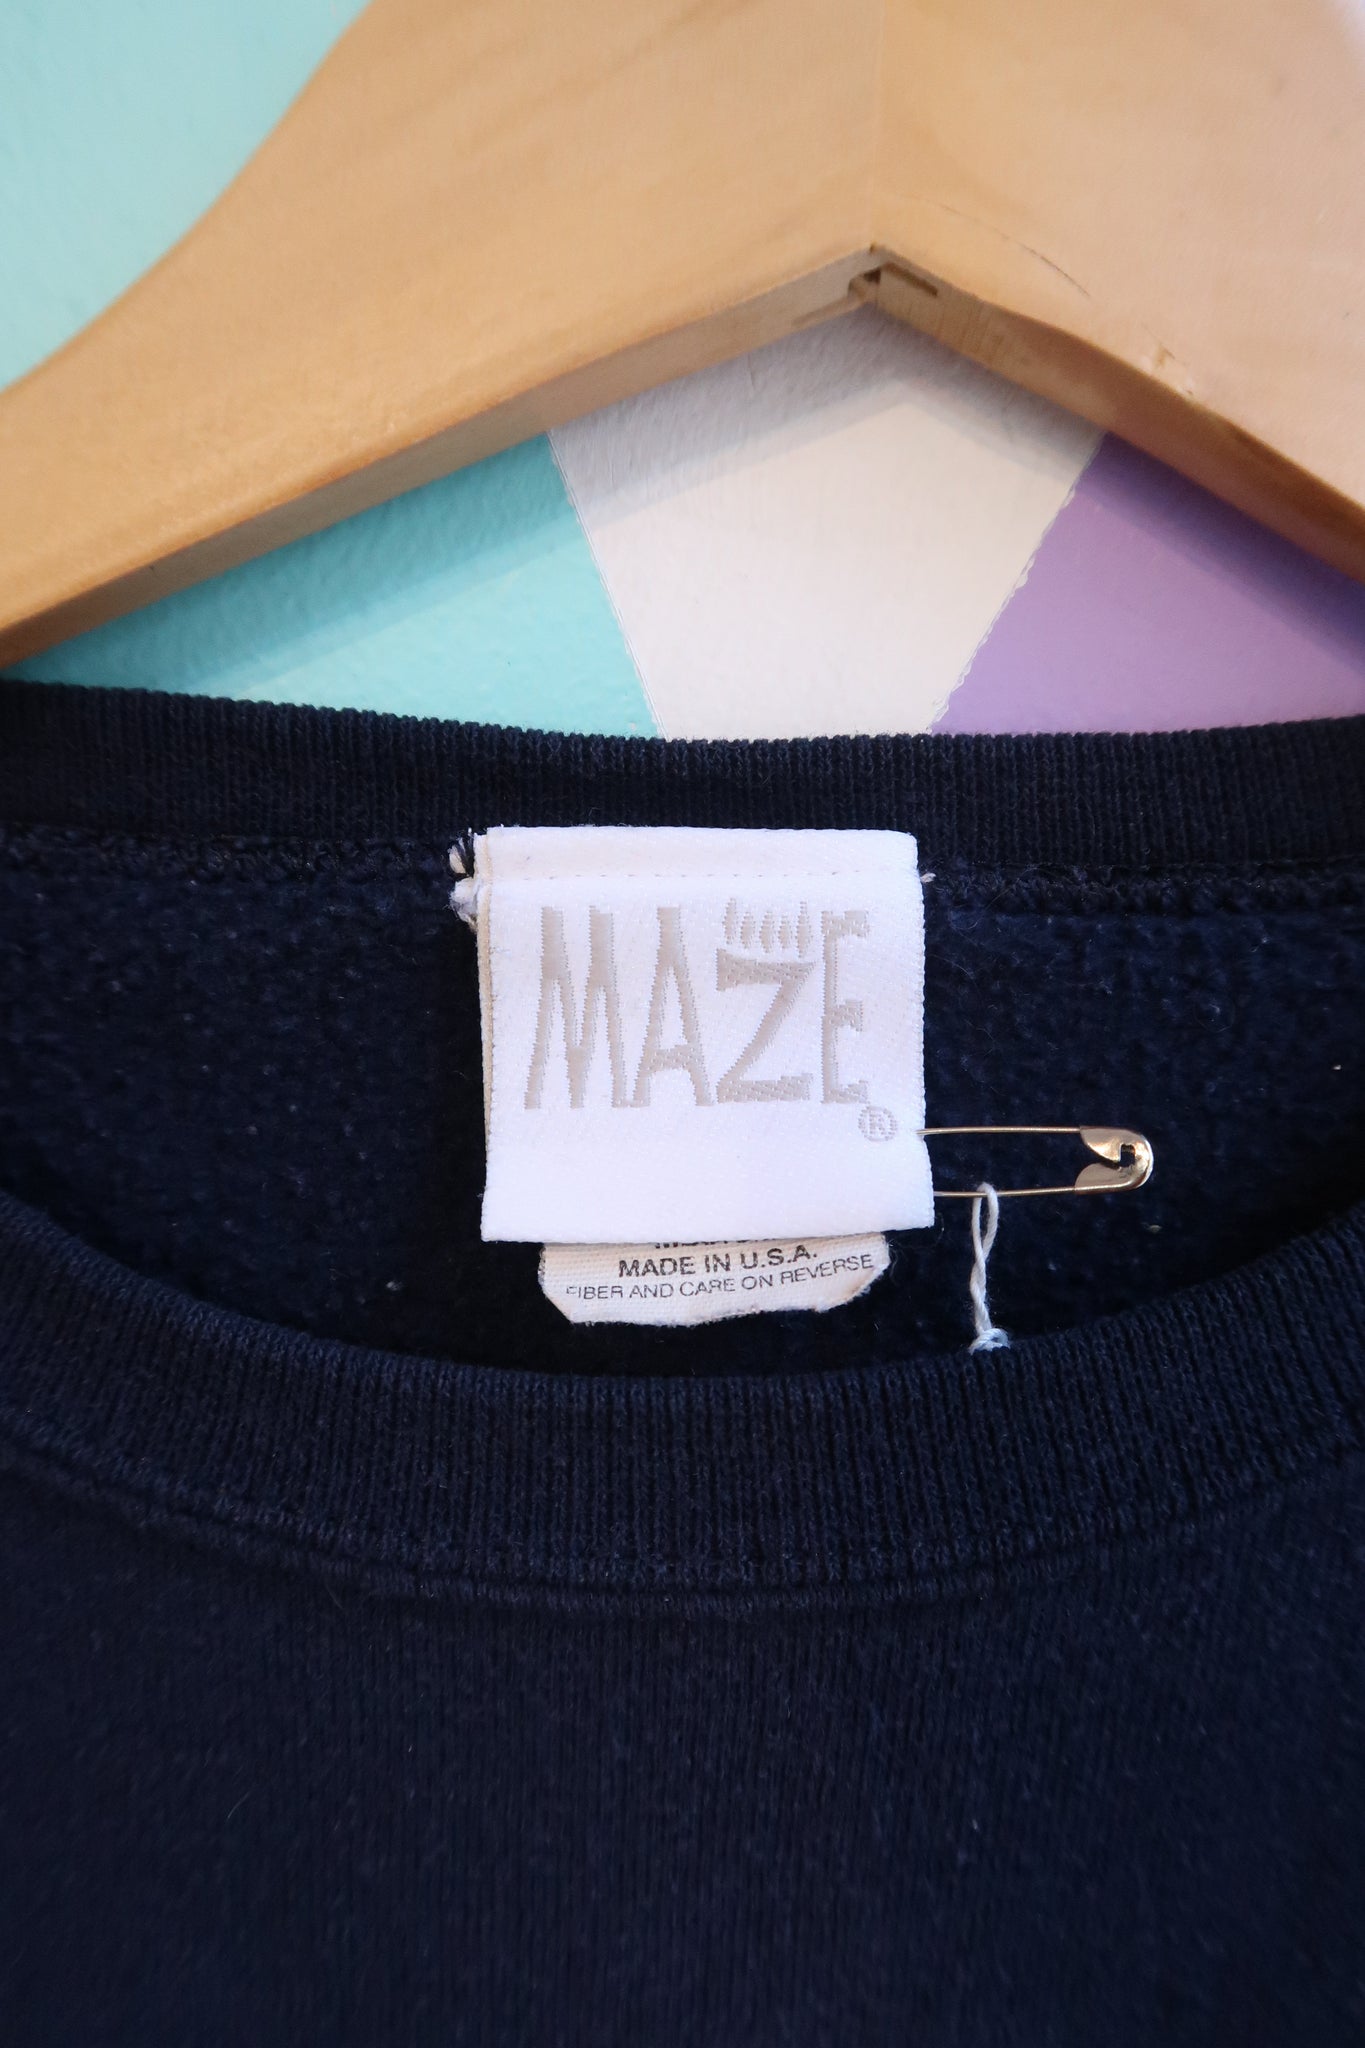 MAZE
®
MADE IN U.S.A.
FIBER AND CARE ON REVERSE